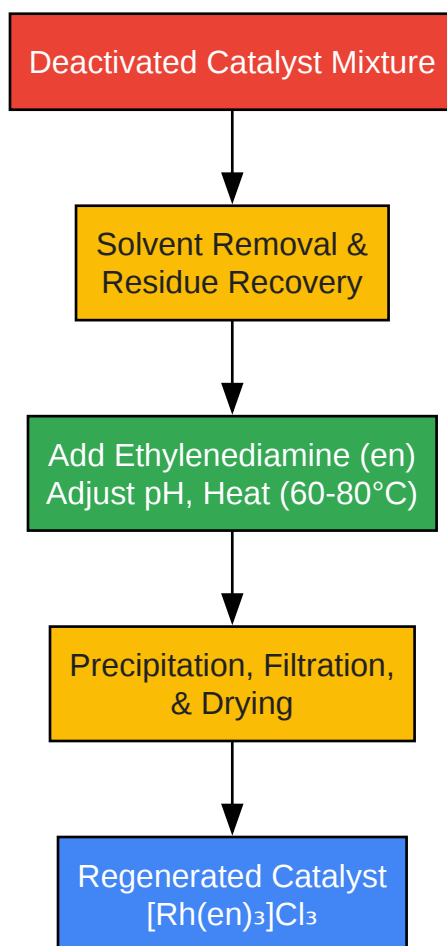 Deactivated Catalyst Mixture
Solvent Removal &
Residue Recovery
Add Ethylenediamine (en)
Adjust pH, Heat (60-80°C)
Precipitation, Filtration,
& Drying
Regenerated Catalyst
[Rh(en)₃]Cl₃